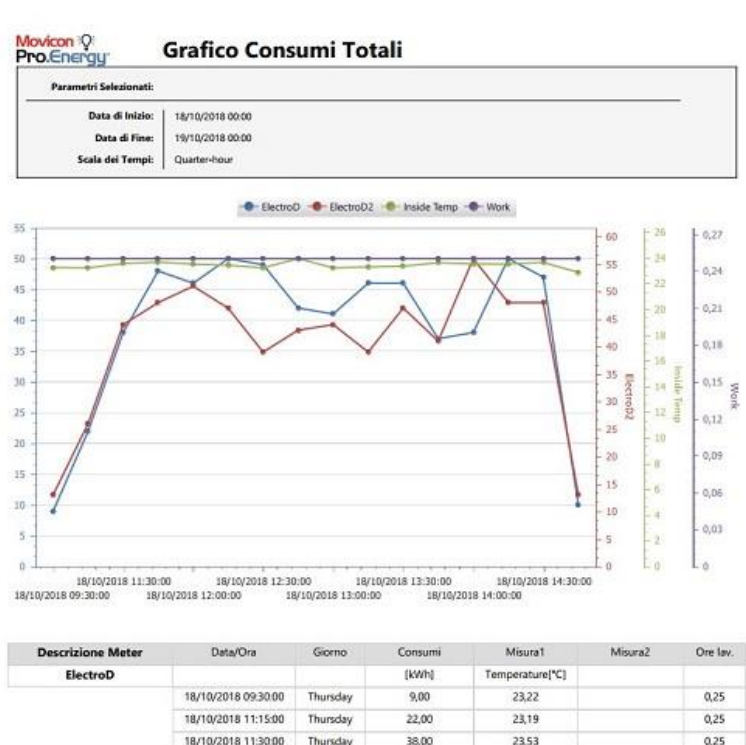 Movicon
Pro.Energy
Grafico Consumi Totali
Parametri Selezionati:
Data di Inizio: 18/10/2018 00:00
Data di Fine: 19/10/2018 00:00
Scala dei Tempi: Quarter-hour
ElectroD ElectroD2 Inside Temp Work
55
50
45
40
35
30
25
20
15
10
5
0
60
55
50
45
40
35
30
25
20
15
10
5
0
ElectroD2
26
24
22
20
18
16
14
12
10
8
6
4
2
0
Inside Temp
0,27
0,24
0,21
0,18
0,15
0,12
0,09
0,06
0,03
0
Work
18/10/2018 11:30:00 18/10/2018 12:30:00 18/10/2018 13:30:00 18/10/2018 14:30:00
18/10/2018 09:30:00 18/10/2018 12:00:00 18/10/2018 13:00:00 18/10/2018 14:00:00
Descrizione Meter Data/Ora Giorno Consumi Misura1 Misura2 Ore lav.
ElectroD [kWh] Temperature[°C]
18/10/2018 09:30:00 Thursday 9,00 23,22 0,25
18/10/2018 11:15:00 Thursday 22,00 23,19 0,25
18/10/2018 11:30:00 Thursday 38,00 23,53 0,25